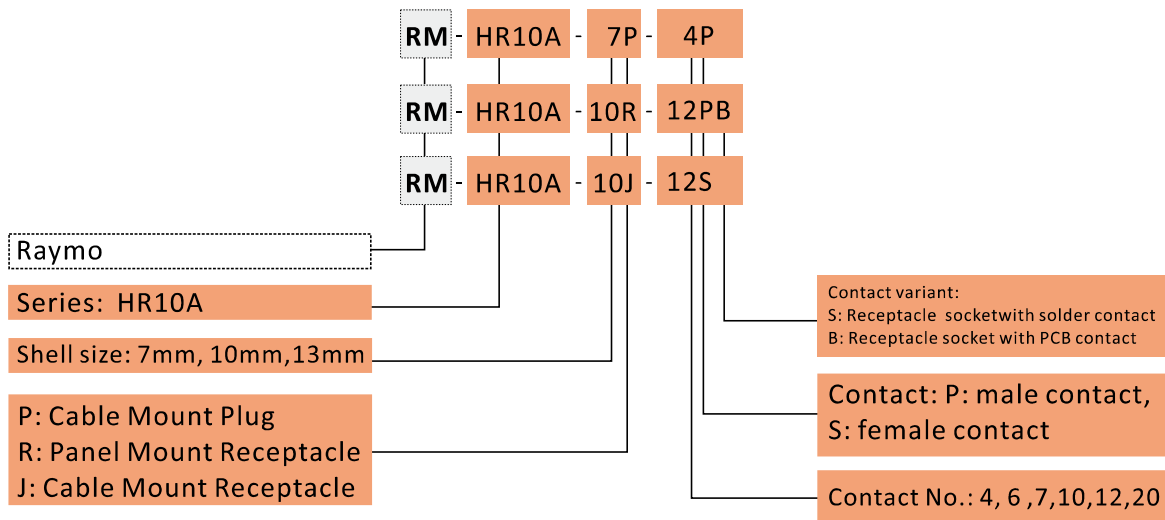 RM - HR10A - 7P - 4P
RM - HR10A - 10R - 12PB
RM - HR10A - 10J - 12S
Raymo
Series: HR10A
Shell size: 7mm, 10mm,13mm
P: Cable Mount Plug
R: Panel Mount Receptacle
J: Cable Mount Receptacle
Contact variant:
S: Receptacle socketwith solder contact
B: Receptacle socket with PCB contact
Contact: P: male contact,
S: female contact
Contact No.: 4, 6 ,7,10,12,20